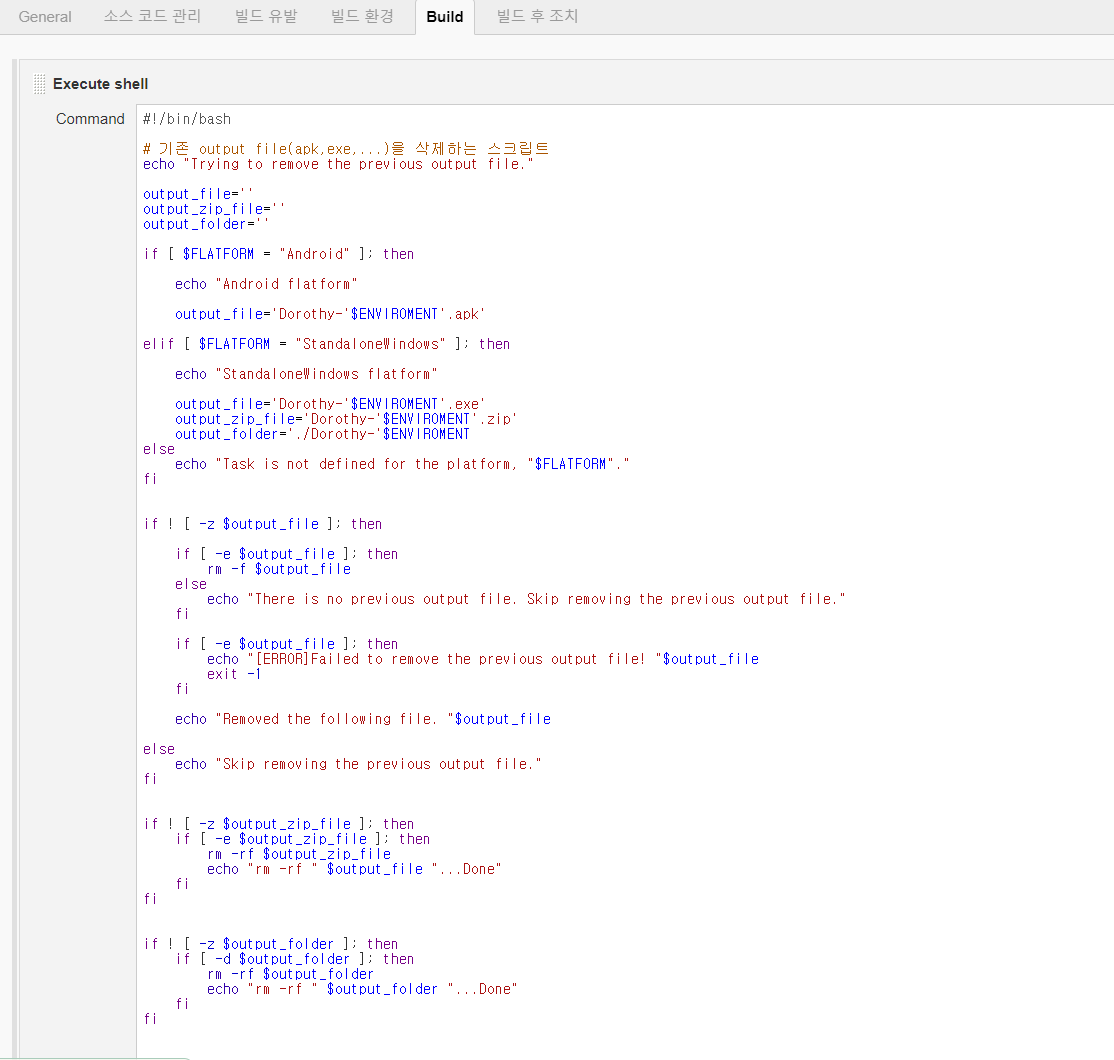 General 소스 코드 관리 빌드 유발 빌드 환경 Build 빌드 후 조치
Execute shell
Command
#!/bin/bash
# 기존 output file(apk,exe,...)을 삭제하는 스크립트
echo "Trying to remove the previous output file."
output_file=''
output_zip_file=''
output_folder=''
if [ $FLATFORM = "Android" ]; then
echo "Android flatform"
output_file='Dorothy-'$ENVIROMENT'.apk'
elif [ $FLATFORM = "StandaloneWindows" ]; then
echo "StandaloneWindows flatform"
output_file='Dorothy-'$ENVIROMENT'.exe'
output_zip_file='Dorothy-'$ENVIROMENT'.zip'
output_folder='./Dorothy-'$ENVIROMENT
else
echo "Task is not defined for the platform, "$FLATFORM"."
fi
if ! [ -z $output_file ]; then
if [ -e $output_file ]; then
rm -f $output_file
else
echo "There is no previous output file. Skip removing the previous output file."
fi
if [ -e $output_file ]; then
echo "[ERROR]Failed to remove the previous output file! "$output_file
exit -1
fi
echo "Removed the following file. "$output_file
else
echo "Skip removing the previous output file."
fi
if ! [ -z $output_zip_file ]; then
if [ -e $output_zip_file ]; then
rm -rf $output_zip_file
echo "rm -rf " $output_file "...Done"
fi
fi
if ! [ -z $output_folder ]; then
if [ -d $output_folder ]; then
rm -rf $output_folder
echo "rm -rf " $output_folder "...Done"
fi
fi